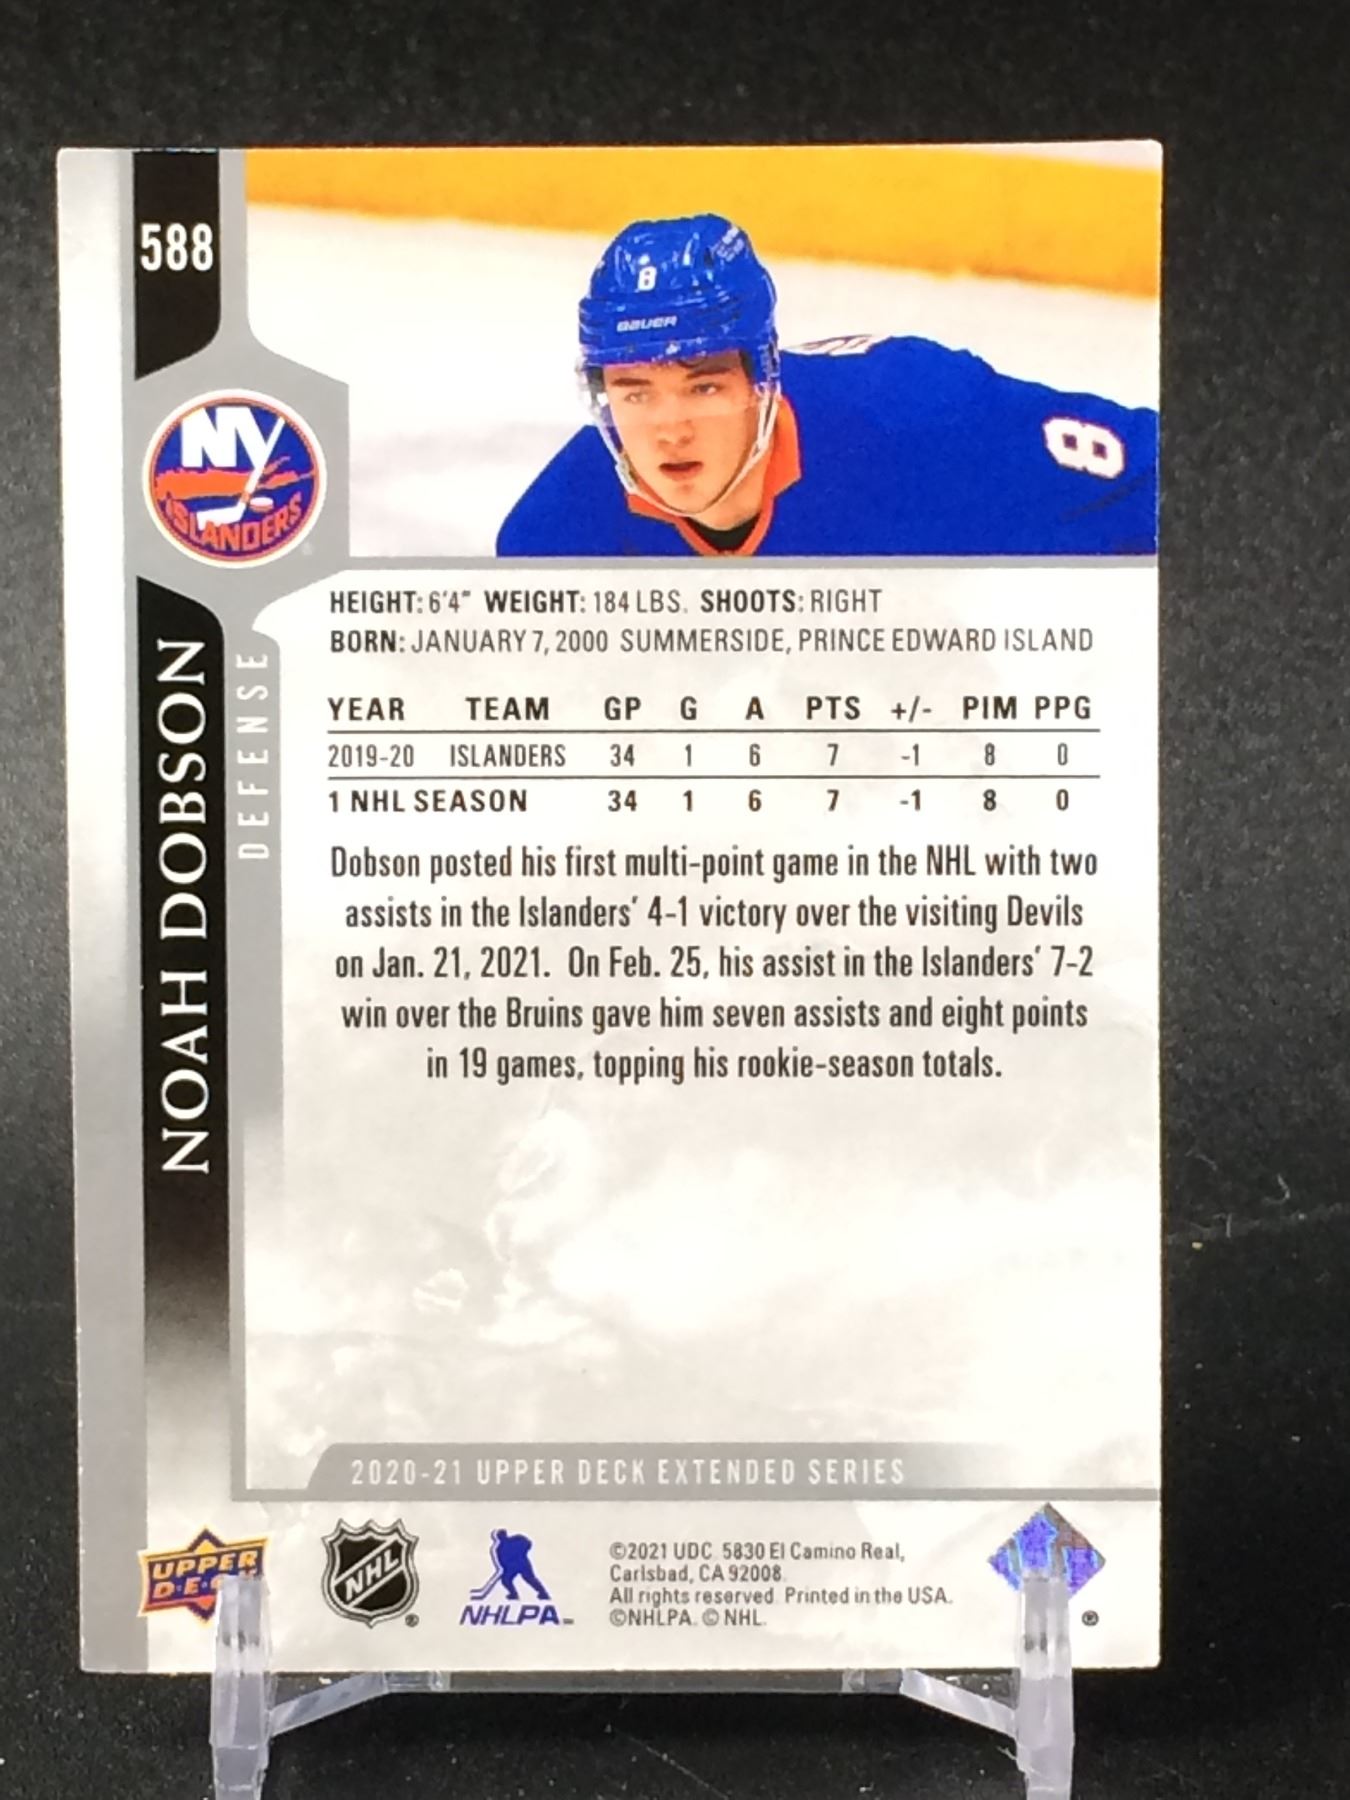 588
8
BAUER
8
NY
ISLANDERS
NOAH DOBSON
DEFENSE
HEIGHT: 6'4" WEIGHT: 184 LBS. SHOOTS: RIGHT
BORN: JANUARY 7, 2000 SUMMERSIDE, PRINCE EDWARD ISLAND
YEAR TEAM GP G A PTS +/- PIM PPG
2019-20 ISLANDERS 34 1 6 7 -1 8 0
1 NHL SEASON 34 1 6 7 -1 8 0
Dobson posted his first multi-point game in the NHL with two
assists in the Islanders' 4-1 victory over the visiting Devils
on Jan. 21, 2021. On Feb. 25, his assist in the Islanders' 7-2
win over the Bruins gave him seven assists and eight points
in 19 games, topping his rookie-season totals.
2020-21 UPPER DECK EXTENDED SERIES
UPPER
NHL
NHLPA
©2021 UDC. 5830 El Camino Real,
Carlsbad, CA 92008.
All rights reserved. Printed in the USA.
©NHLPA. © NHL.